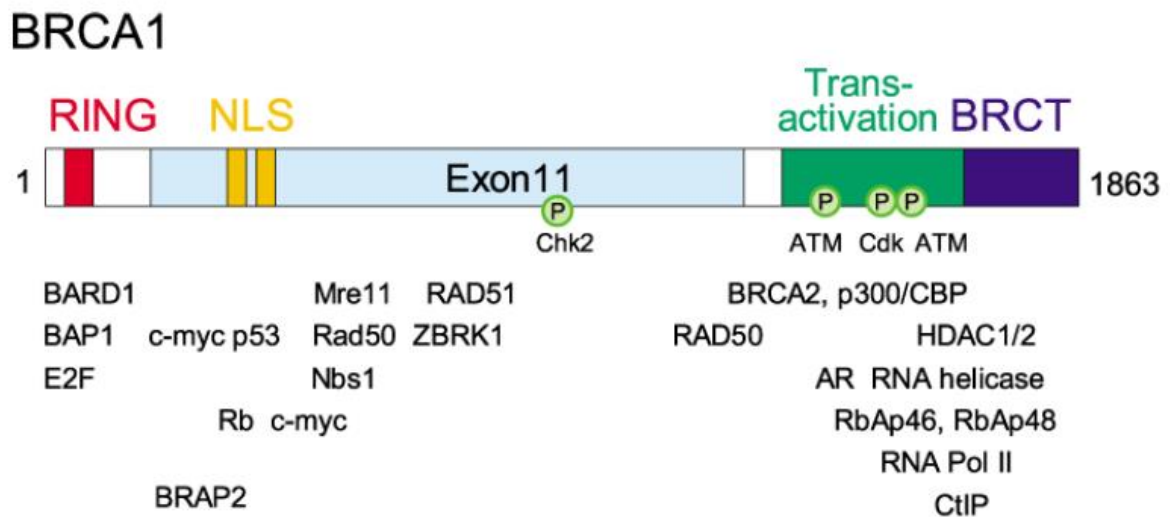 BRCA1
RING NLS Trans-
activation BRCT
1 Exon11 1863
P P P P
Chk2 ATM Cdk ATM
BARD1 Mre11 RAD51 BRCA2, p300/CBP
BAP1 c-myc p53 Rad50 ZBRK1 RAD50 HDAC1/2
E2F Nbs1 AR RNA helicase
Rb c-myc RbAp46, RbAp48
RNA Pol II
BRAP2 CtIP